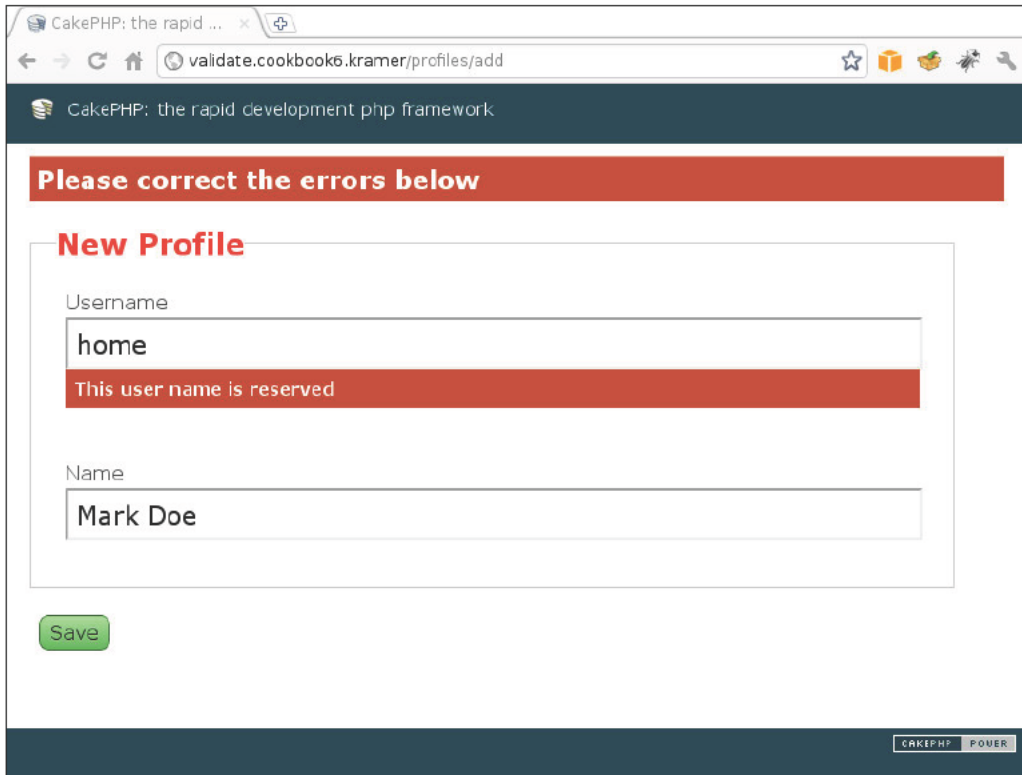 CakePHP: the rapid ...
validate.cookbook6.kramer/profiles/add
CakePHP: the rapid development php framework
Please correct the errors below
New Profile
Username
home
This user name is reserved
Name
Mark Doe
Save
CAKEPHP POWER